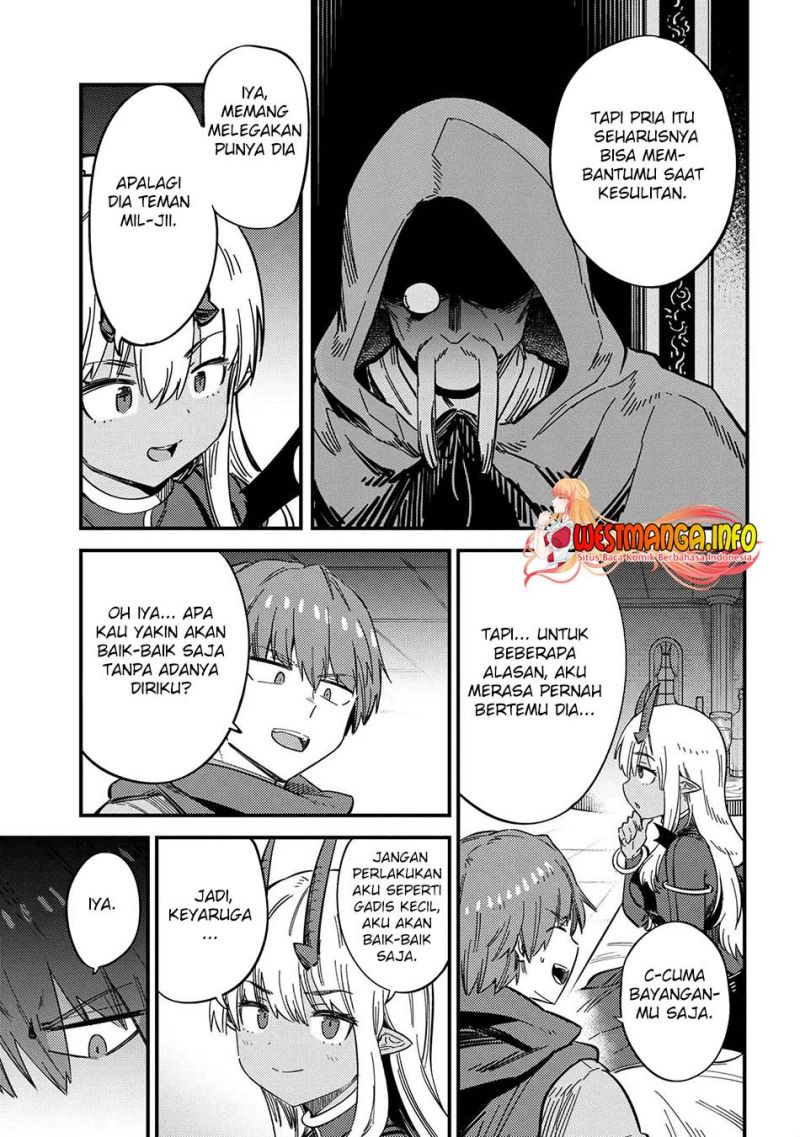 TAPI PRIA ITU
SEHARUSNYA
BISA MEM-
BANTUMU SAAT
KESULITAN.
IYA,
MEMANG
MELEGAKAN
PUNYA DIA
APALAGI
DIA TEMAN
MIL-JII.
WESTMANGA.INFO
Situs Baca Komik Berbahasa Indonesia
TAPI... UNTUK
BEBERAPA
ALASAN, AKU
MERASA PERNAH
BERTEMU DIA...
C-CUMA
BAYANGAN-
MU SAJA.
OH IYA... APA
KAU YAKIN AKAN
BAIK-BAIK SAJA
TANPA ADANYA
DIRIKU?
JANGAN
PERLAKUKAN
AKU SEPERTI
GADIS KECIL,
AKU AKAN
BAIK-BAIK
SAJA.
JADI,
KEYARUGA
...
IYA.